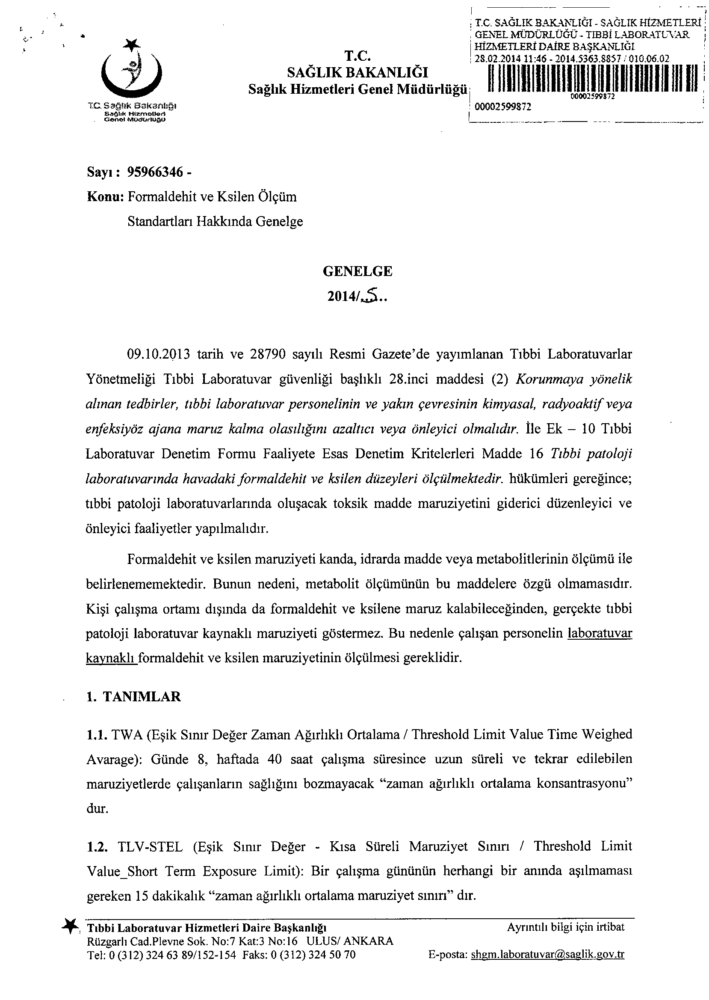 T.C. SAĞLIK BAKANLIĞI - SAĞLIK HİZMETLERİ
GENEL MÜDÜRLÜĞÜ - TIBBİ LABORATUVAR
HİZMETLERİ DAİRE BAŞKANLIĞI
28.02.2014 11:46 - 2014.5363.8857 / 010.06.02
00002599872
00002599872
T.C. Sağlık Bakanlığı
Sağlık Hizmetleri
Genel Müdürlüğü
T.C.
SAĞLIK BAKANLIĞI
Sağlık Hizmetleri Genel Müdürlüğü
Sayı : 95966346 -
Konu: Formaldehit ve Ksilen Ölçüm
Standartları Hakkında Genelge
GENELGE
2014/..5..
09.10.2013 tarih ve 28790 sayılı Resmi Gazete’de yayımlanan Tıbbi Laboratuvarlar
Yönetmeliği Tıbbi Laboratuvar güvenliği başlıklı 28.inci maddesi (2) Korunmaya yönelik
alınan tedbirler, tıbbi laboratuvar personelinin ve yakın çevresinin kimyasal, radyoaktif veya
enfeksiyöz ajana maruz kalma olasılığını azaltıcı veya önleyici olmalıdır. İle Ek – 10 Tıbbi
Laboratuvar Denetim Formu Faaliyete Esas Denetim Kritelerleri Madde 16 Tıbbi patoloji
laboratuvarında havadaki formaldehit ve ksilen düzeyleri ölçülmektedir. hükümleri gereğince;
tıbbi patoloji laboratuvarlarında oluşacak toksik madde maruziyetini giderici düzenleyici ve
önleyici faaliyetler yapılmalıdır.
Formaldehit ve ksilen maruziyeti kanda, idrarda madde veya metabolitlerinin ölçümü ile
belirlenememektedir. Bunun nedeni, metabolit ölçümünün bu maddelere özgü olmamasıdır.
Kişi çalışma ortamı dışında da formaldehit ve ksilene maruz kalabileceğinden, gerçekte tıbbi
patoloji laboratuvar kaynaklı maruziyeti göstermez. Bu nedenle çalışan personelin laboratuvar
kaynaklı formaldehit ve ksilen maruziyetinin ölçülmesi gereklidir.
1. TANIMLAR
1.1. TWA (Eşik Sınır Değer Zaman Ağırlıklı Ortalama / Threshold Limit Value Time Weighed
Avarage): Günde 8, haftada 40 saat çalışma süresince uzun süreli ve tekrar edilebilen
maruziyetlerde çalışanların sağlığını bozmayacak “zaman ağırlıklı ortalama konsantrasyonu”
dur.
1.2. TLV-STEL (Eşik Sınır Değer - Kısa Süreli Maruziyet Sınırı / Threshold Limit
Value_Short Term Exposure Limit): Bir çalışma gününün herhangi bir anında aşılmaması
gereken 15 dakikalık “zaman ağırlıklı ortalama maruziyet sınırı” dır.
Tıbbi Laboratuvar Hizmetleri Daire Başkanlığı Ayrıntılı bilgi için irtibat
Rüzgarlı Cad.Plevne Sok. No:7 Kat:3 No:16 ULUS/ ANKARA
Tel: 0 (312) 324 63 89/152-154 Faks: 0 (312) 324 50 70 E-posta: shgm.laboratuvar@saglik.gov.tr